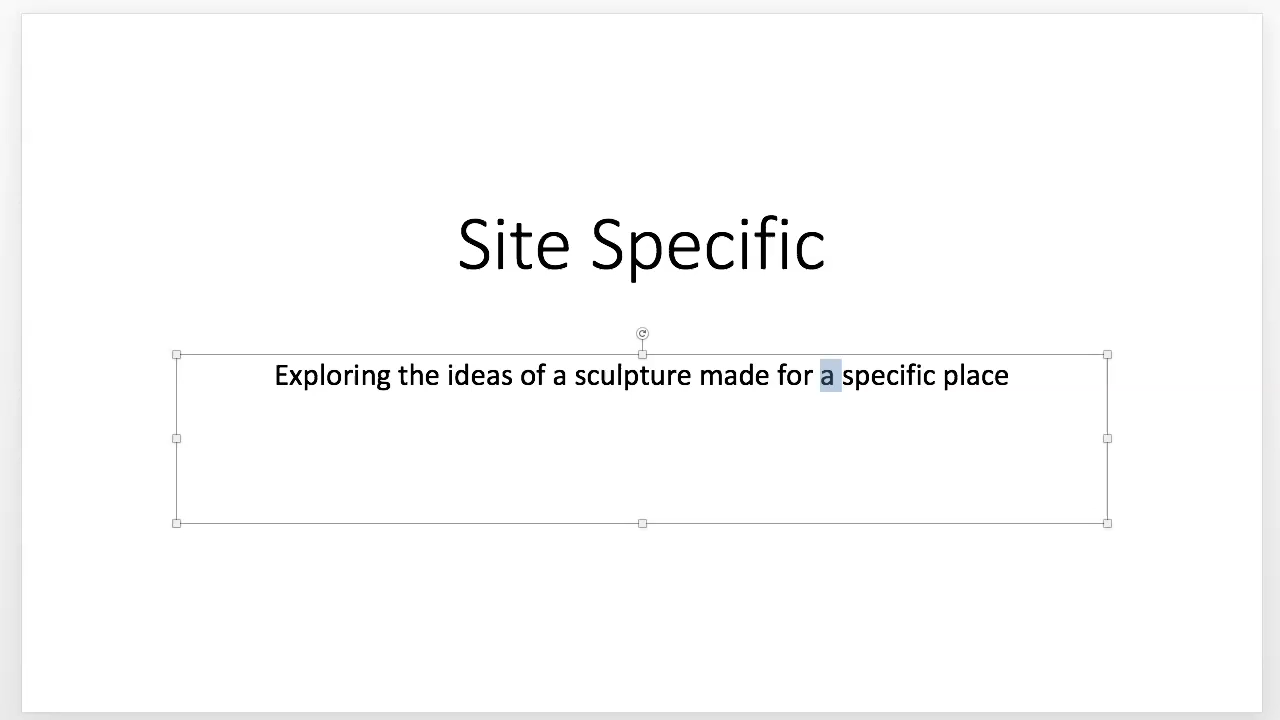 Site Specific
Exploring the ideas of a sculpture made for a specific place